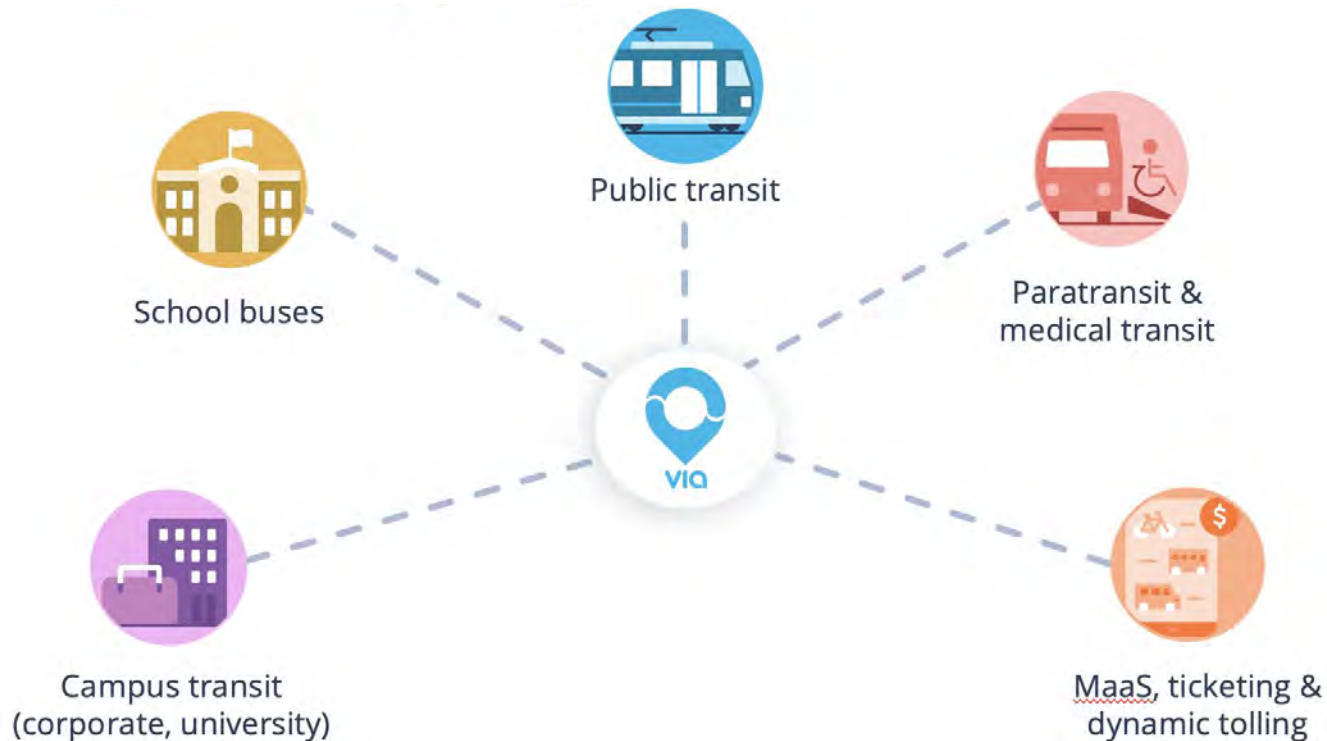 Public transit
School buses
Paratransit &
medical transit
via
Campus transit
(corporate, university)
$
MaaS, ticketing &
dynamic tolling